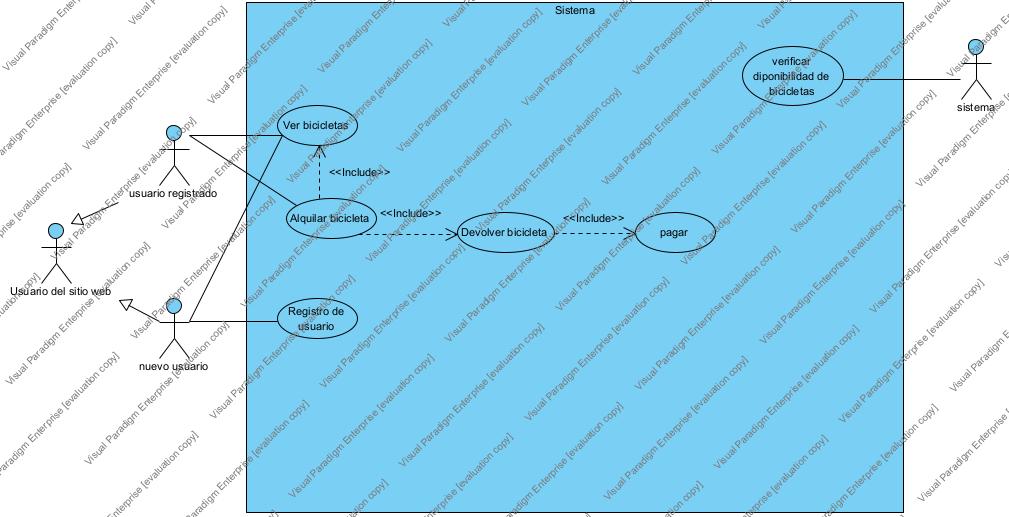 Sistema
verificar
diponibilidad de
bicicletas
sistema
Ver bicicletas
<<Include>>
usuario registrado
Alquilar bicicleta
<<Include>>
<<Include>>
Devolver bicicleta
pagar
Usuario del sitio web
Registro de
usuario
nuevo usuario
Visual Paradigm Enterprise [evaluation copy]